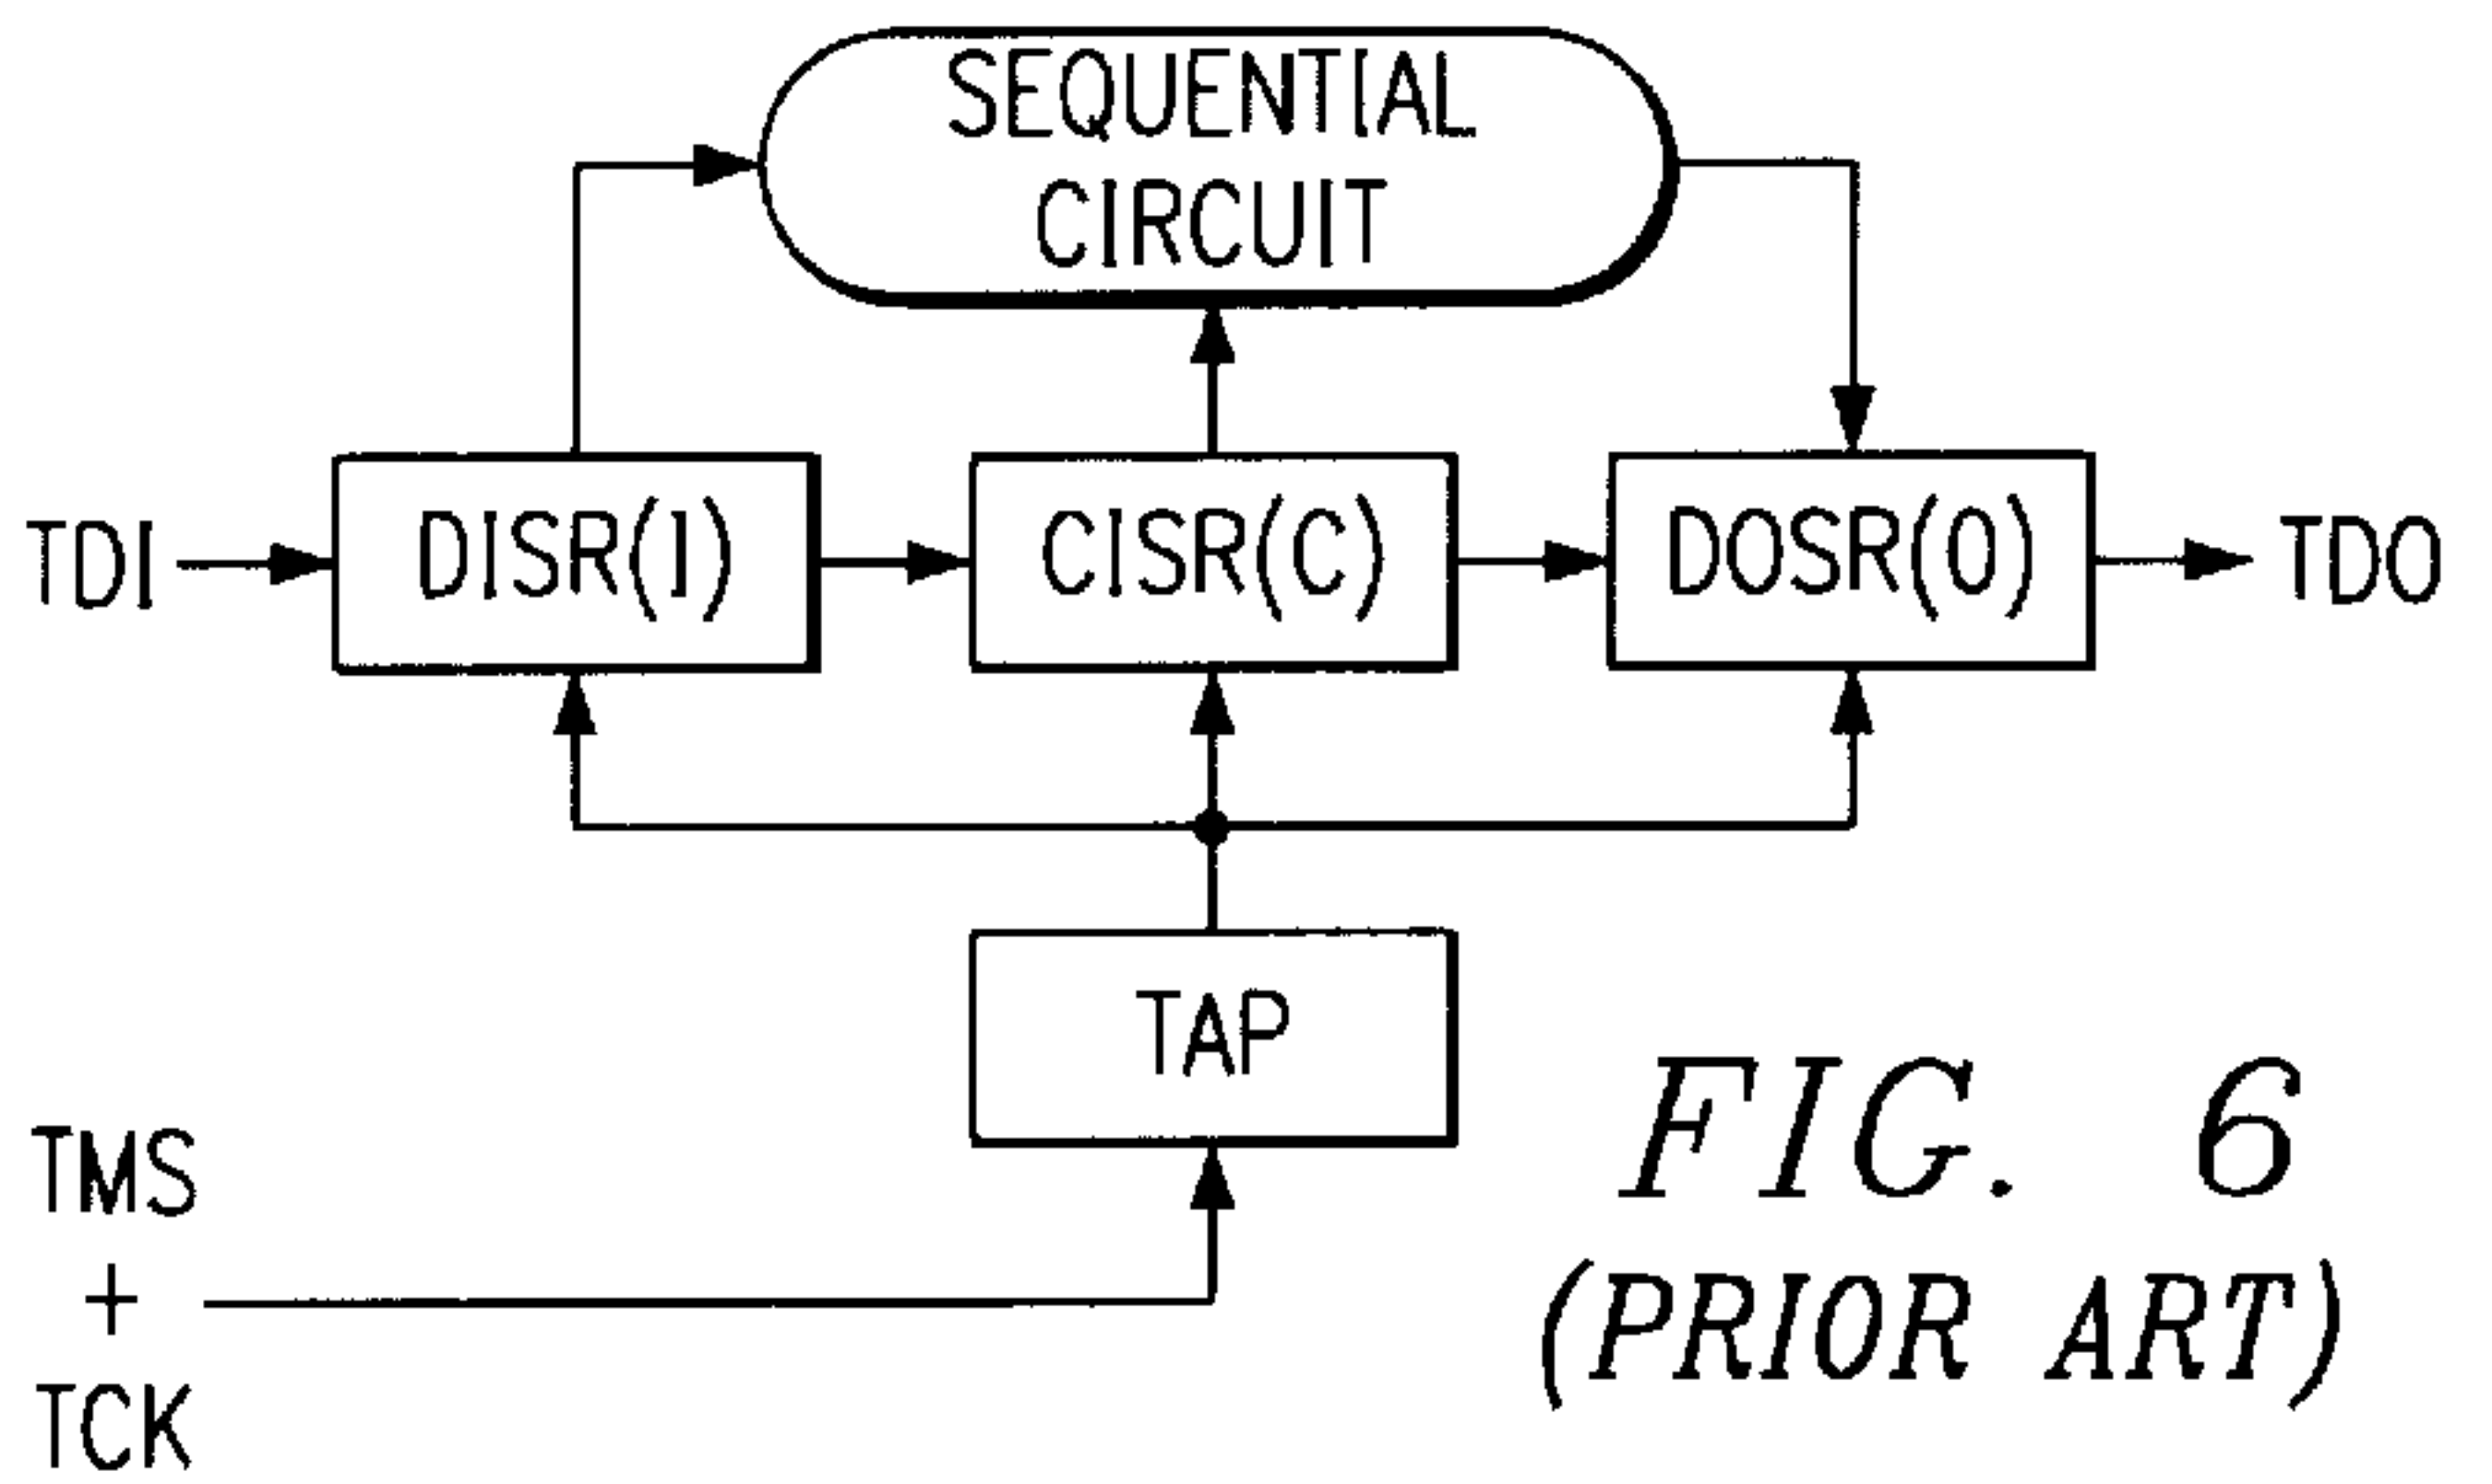 SEQUENTIAL
CIRCUIT
TDI
DISR(I)
CISR(C)
DOSR(O)
TDO
TAP
TMS
+
TCK
FIG. 6
(PRIOR ART)